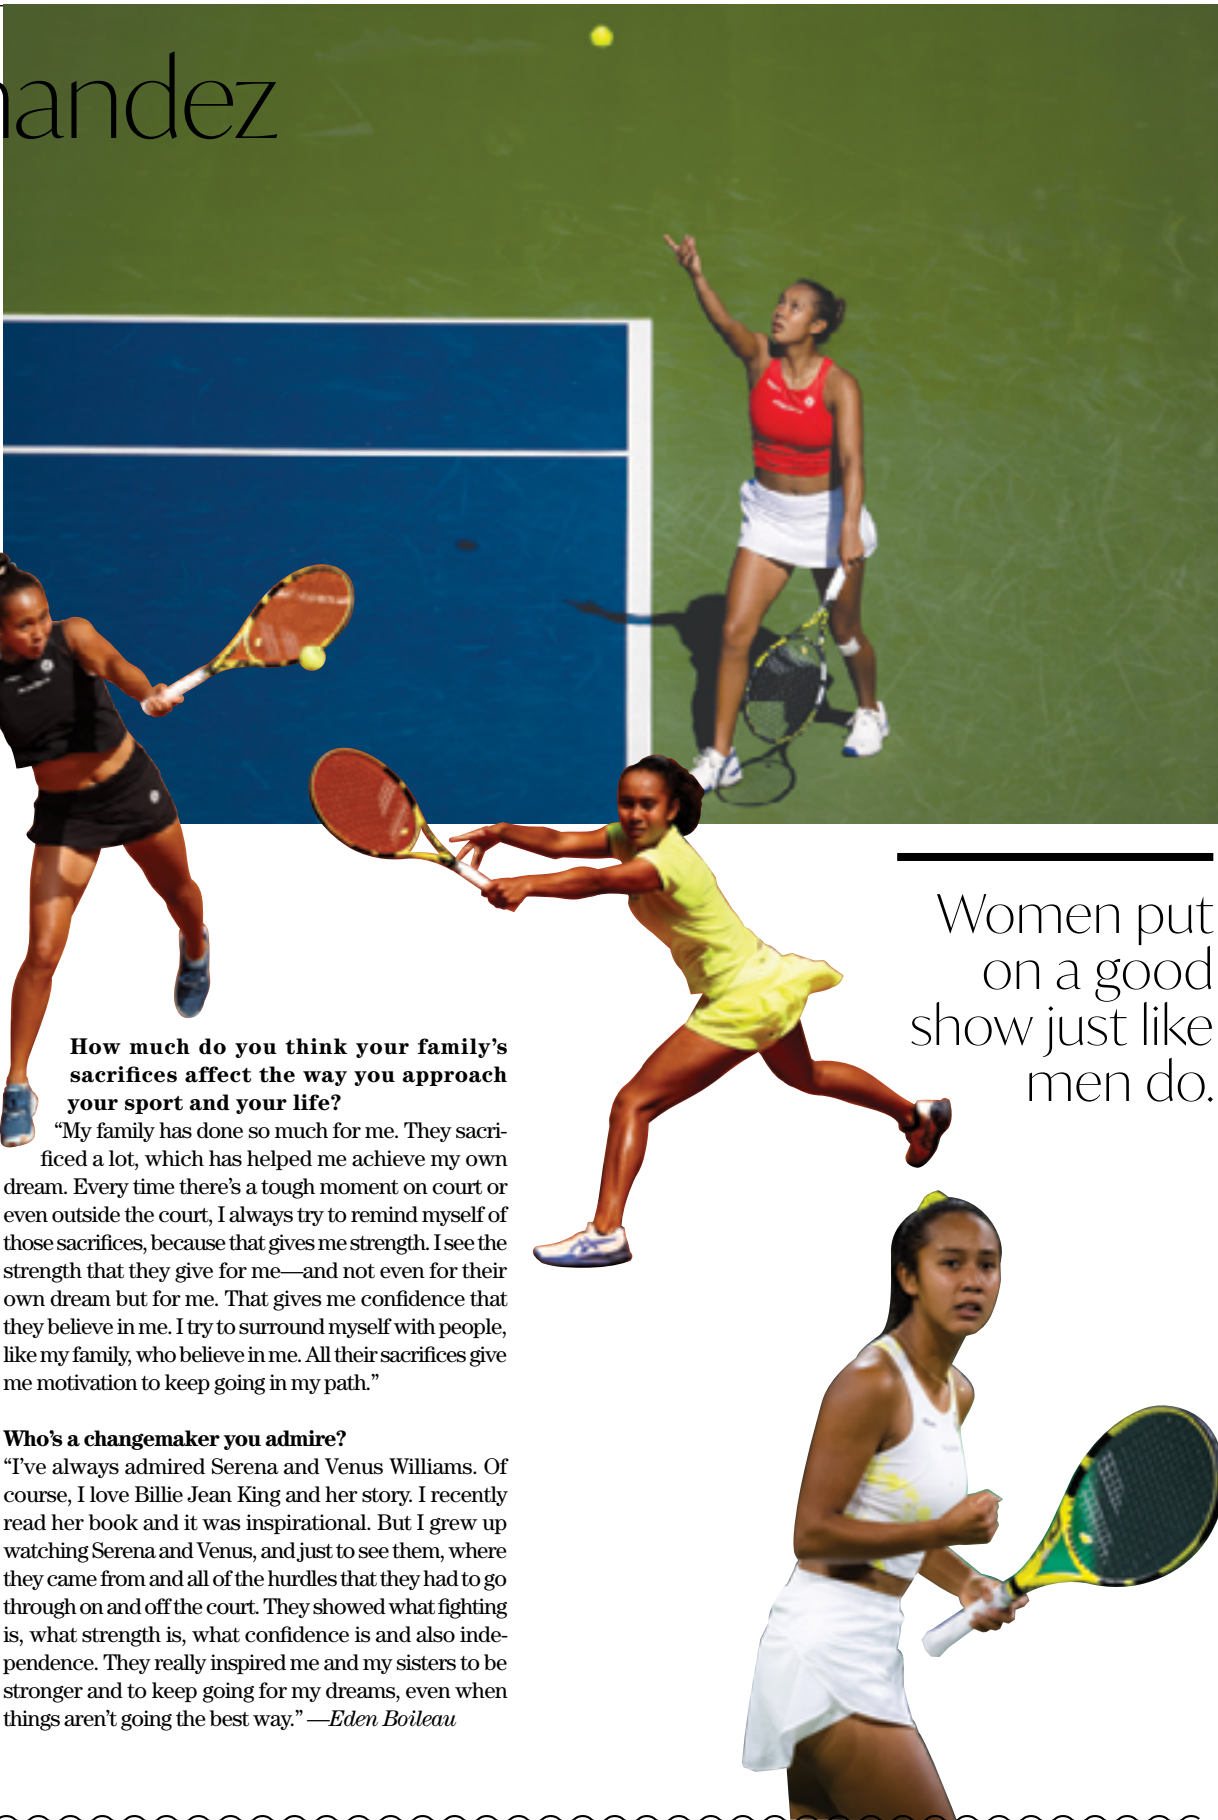 nandez
Women put
on a good
show just like
men do.
How much do you think your family’s
sacrifices affect the way you approach
your sport and your life?
“My family has done so much for me. They sacri-
ficed a lot, which has helped me achieve my own
dream. Every time there’s a tough moment on court or
even outside the court, I always try to remind myself of
those sacrifices, because that gives me strength. I see the
strength that they give for me—and not even for their
own dream but for me. That gives me confidence that
they believe in me. I try to surround myself with people,
like my family, who believe in me. All their sacrifices give
me motivation to keep going in my path.”
Who’s a changemaker you admire?
“I’ve always admired Serena and Venus Williams. Of
course, I love Billie Jean King and her story. I recently
read her book and it was inspirational. But I grew up
watching Serena and Venus, and just to see them, where
they came from and all of the hurdles that they had to go
through on and off the court. They showed what fighting
is, what strength is, what confidence is and also inde-
pendence. They really inspired me and my sisters to be
stronger and to keep going for my dreams, even when
things aren’t going the best way.” —Eden Boileau